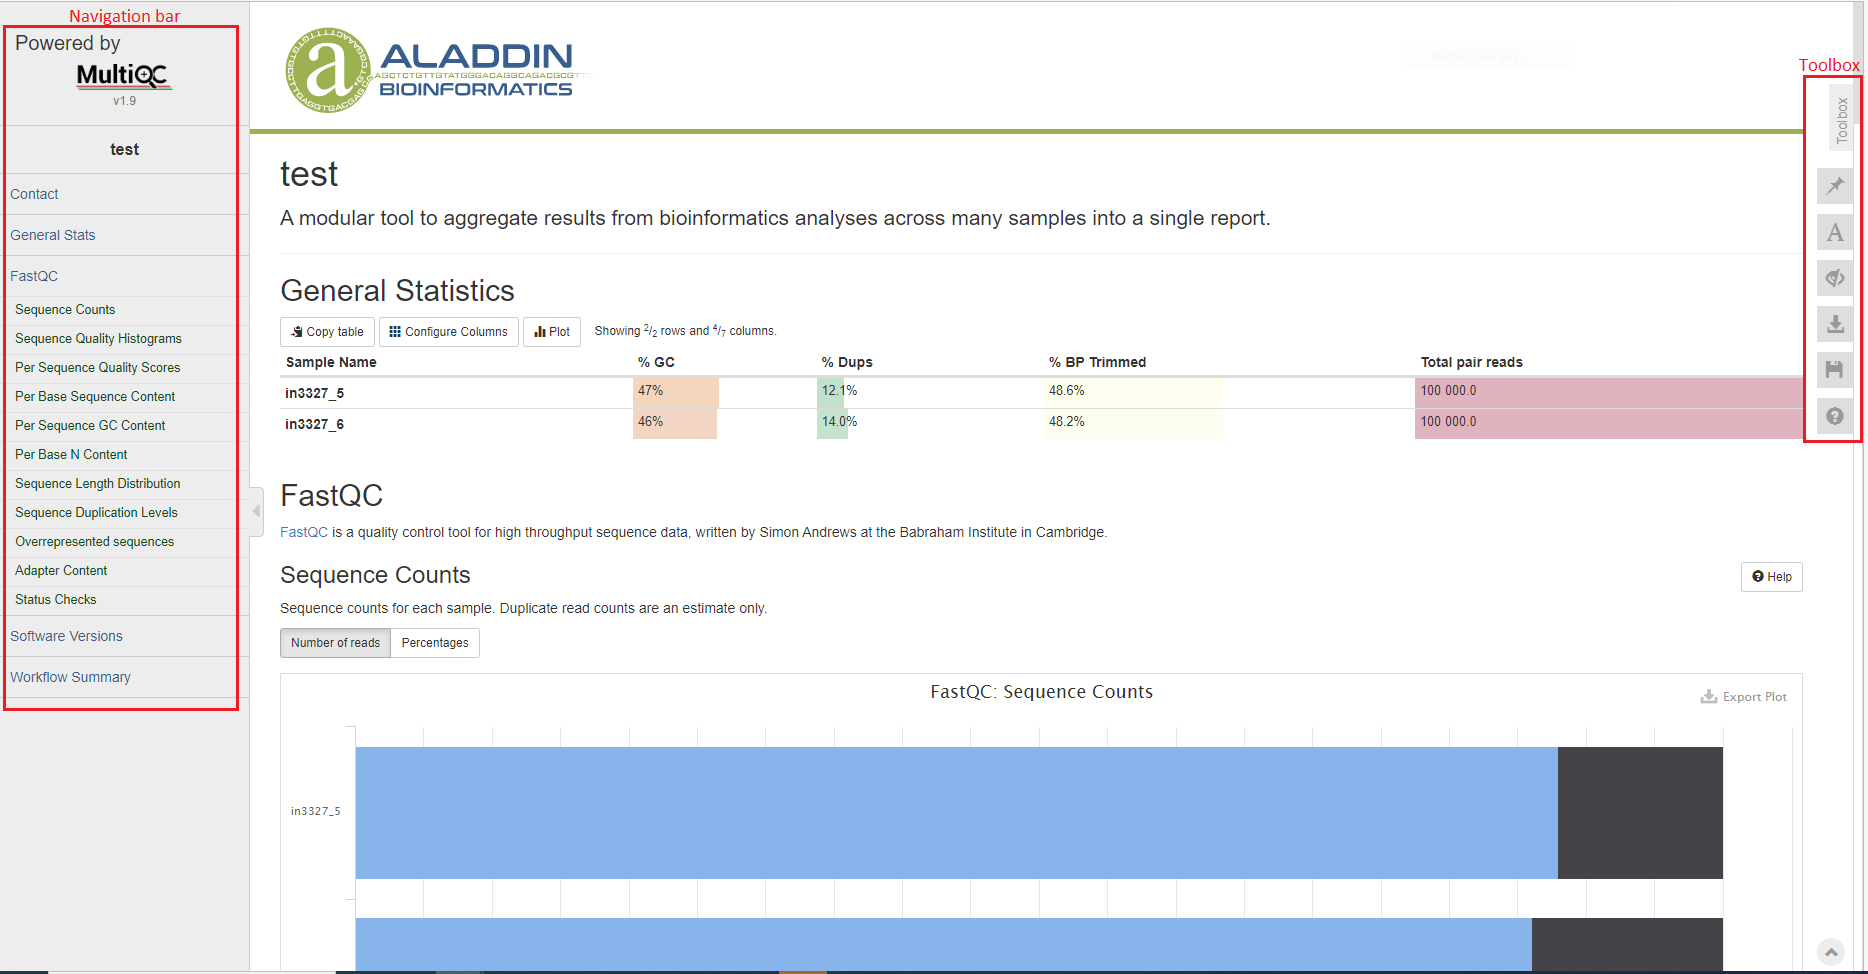 Navigation bar
Powered by
MultiQC
v1.9
test
Contact
General Stats
FastQC
Sequence Counts
Sequence Quality Histograms
Per Sequence Quality Scores
Per Base Sequence Content
Per Sequence GC Content
Per Base N Content
Sequence Length Distribution
Sequence Duplication Levels
Overrepresented sequences
Adapter Content
Status Checks
Software Versions
Workflow Summary
a
ALADDIN
AGCTCTGTTGTATGGGACAGGCAGACGCGTTC
BIOINFORMATICS
Rectangular Snip
test
A modular tool to aggregate results from bioinformatics analyses across many samples into a single report.
General Statistics
Copy table Configure Columns Plot Showing 2/2 rows and 4/7 columns.
Sample Name % GC % Dups % BP Trimmed Total pair reads
in3327_5 47% 12.1% 48.6% 100 000.0
in3327_6 46% 14.0% 48.2% 100 000.0
FastQC
FastQC is a quality control tool for high throughput sequence data, written by Simon Andrews at the Babraham Institute in Cambridge.
Sequence Counts
Help
Sequence counts for each sample. Duplicate read counts are an estimate only.
Number of reads Percentages
FastQC: Sequence Counts
Export Plot
in3327_5
Toolbox
Toolbox
A